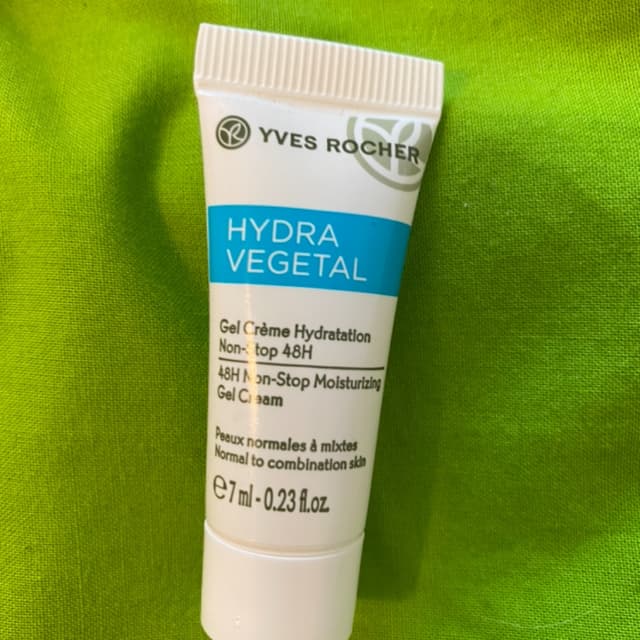 YVES ROCHER
HYDRA
VEGETAL
Gel Crème Hydratation
Non-Stop 48H
48H Non-Stop Moisturizing
Gel Cream
Peaux normales à mixtes
Normal to combination skin
℮7 ml - 0.23 fl.oz.